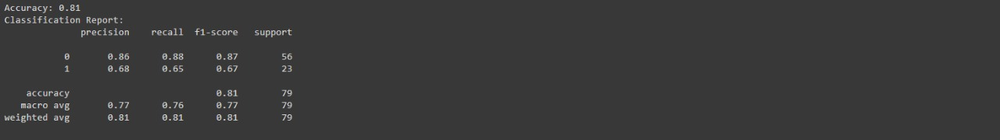 Accuracy: 0.81
Classification Report:
              precision    recall  f1-score   support

           0       0.86      0.88      0.87        56
           1       0.68      0.65      0.67        23

    accuracy                           0.81        79
   macro avg       0.77      0.76      0.77        79
weighted avg       0.81      0.81      0.81        79